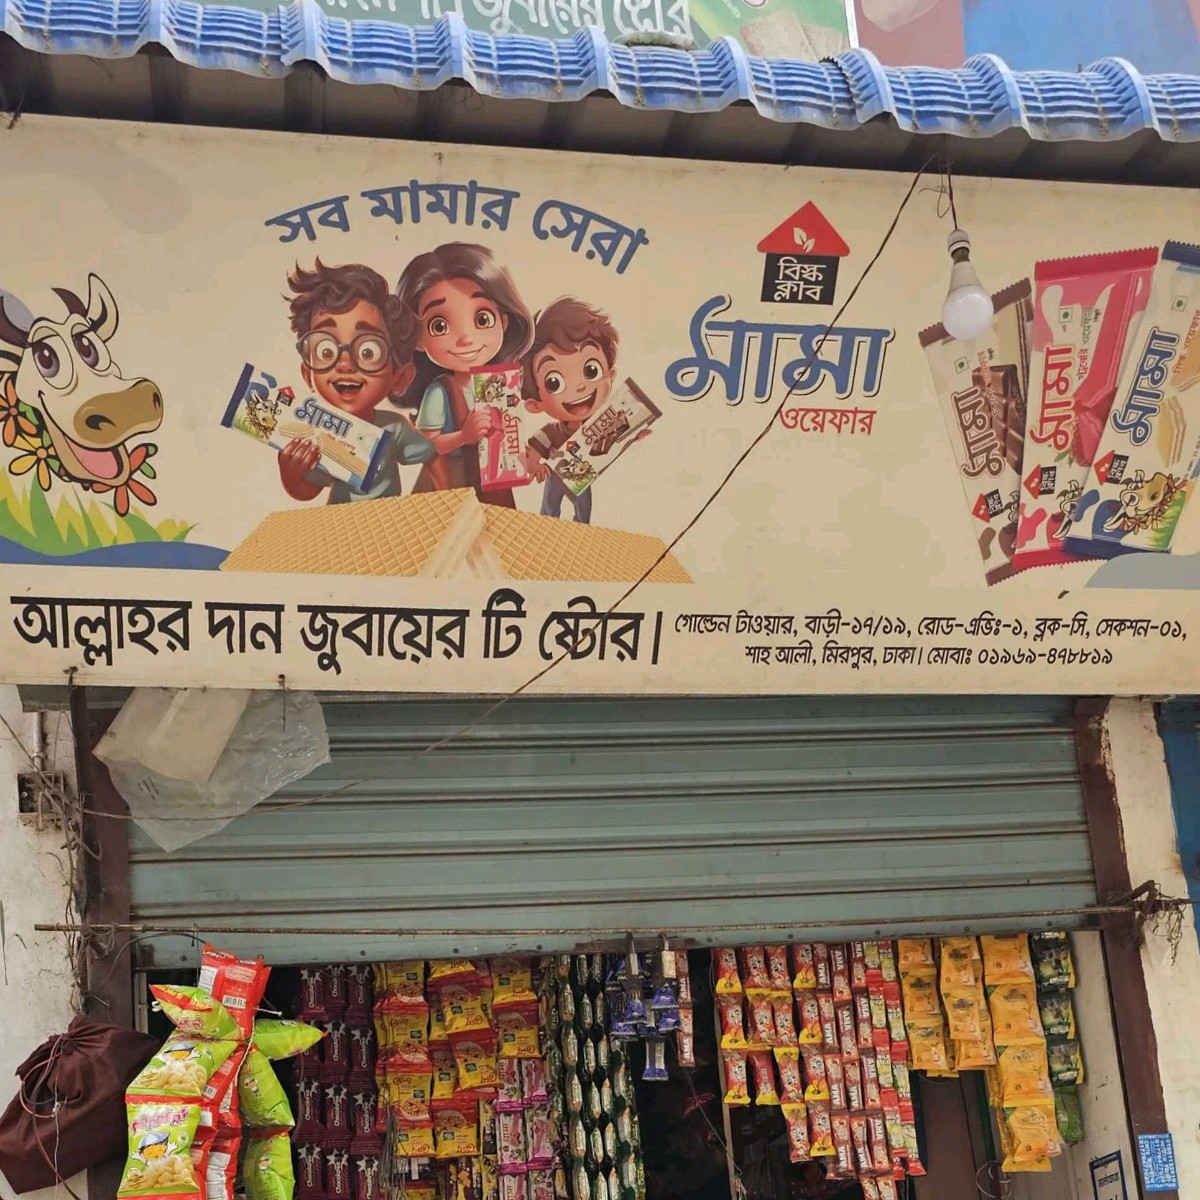 জুবায়ের স্টোর
সব মামার সেরা
বিস্ক
ক্লাব
মামা
ওয়েফার
মামা
মামা
মামা
মামা
মামা
মামা
আল্লাহর দান জুবায়ের টি ষ্টোর।
গোল্ডেন টাওয়ার, বাড়ী-১৭/১৯, রোড-এভিঃ-১, ব্লক-সি, সেকশন-০১,
শাহ আলী, মিরপুর, ঢাকা। মোবাঃ ০১৯৬৯-৪৭৮৮১৯